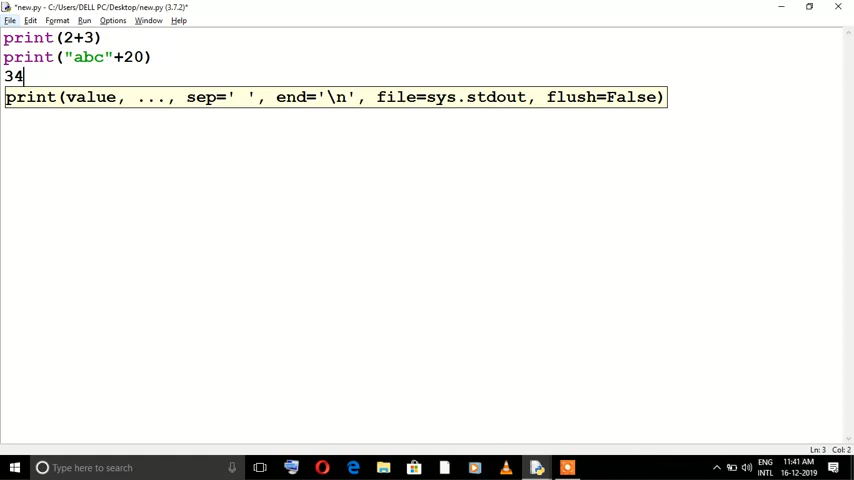 *new.py - C:/Users/DELL PC/Desktop/new.py (3.7.2)*
File Edit Format Run Options Window Help
print(2+3)
print("abc"+20)
34
print(value, ..., sep=' ', end='\n', file=sys.stdout, flush=False)
Ln: 3 Col: 2
Type here to search
ENG
INTL
11:41 AM
16-12-2019